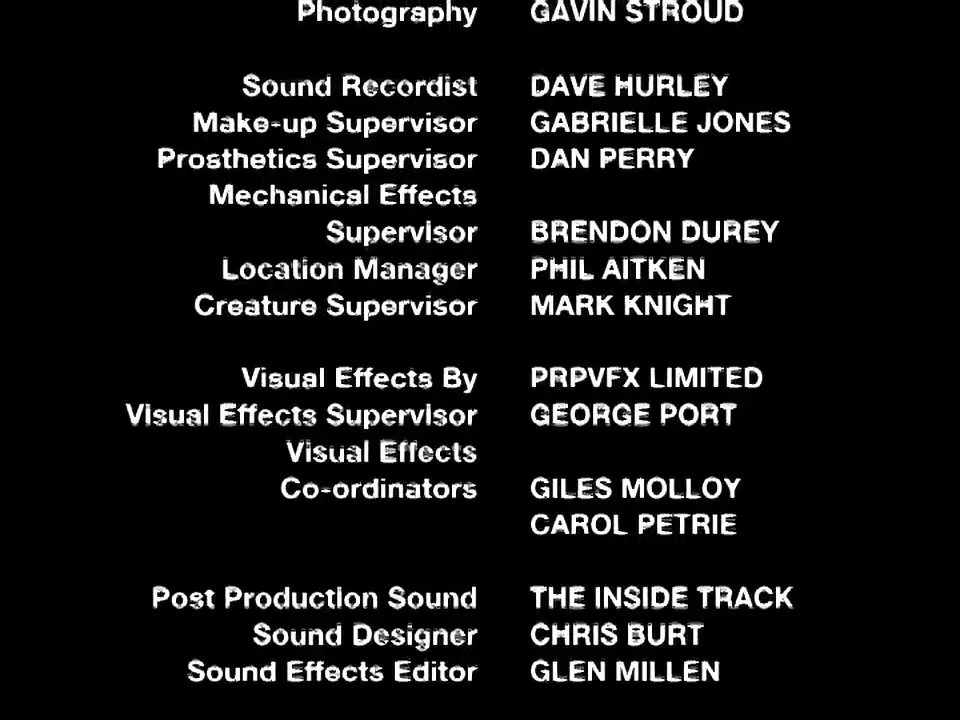 Photography GAVIN STROUD
Sound Recordist DAVE HURLEY
Make-up Supervisor GABRIELLE JONES
Prosthetics Supervisor DAN PERRY
Mechanical Effects
Supervisor BRENDON DUREY
Location Manager PHIL AITKEN
Creature Supervisor MARK KNIGHT
Visual Effects By PRPVFX LIMITED
Visual Effects Supervisor GEORGE PORT
Visual Effects
Co-ordinators GILES MOLLOY
CAROL PETRIE
Post Production Sound THE INSIDE TRACK
Sound Designer CHRIS BURT
Sound Effects Editor GLEN MILLEN